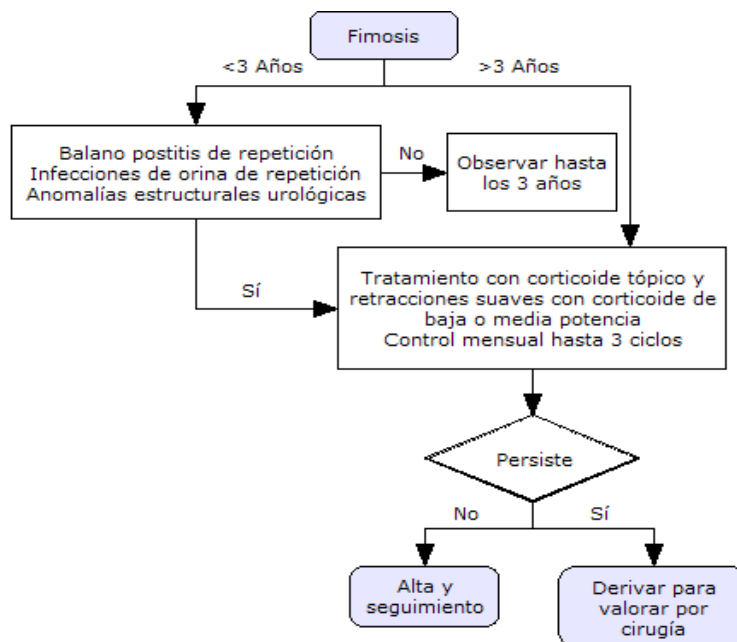 Fimosis
<3 Años
>3 Años
Balano postitis de repetición
Infecciones de orina de repetición
Anomalías estructurales urológicas
No
Observar hasta
los 3 años
Sí
Tratamiento con corticoide tópico y
retracciones suaves con corticoide de
baja o media potencia
Control mensual hasta 3 ciclos
Persiste
No
Sí
Alta y
seguimiento
Derivar para
valorar por
cirugía